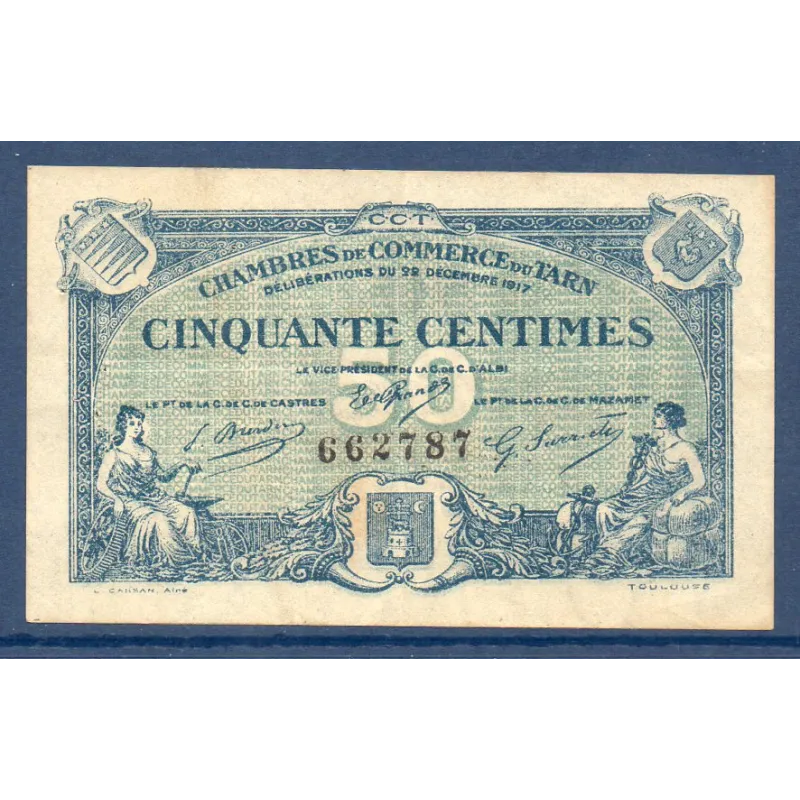 CCT
CHAMBRES DE COMMERCE DU TARN
DÉLIBÉRATIONS DU 29 DÉCEMBRE 1917
CINQUANTE CENTIMES
50
LE VICE-PRÉSIDENT DE LA C. DE C. D'ALBI
LE PT DE LA C. DE C. DE CASTRES
LE PT DE LA C. DE C. DE MAZAMET
662787
TOULOUSE